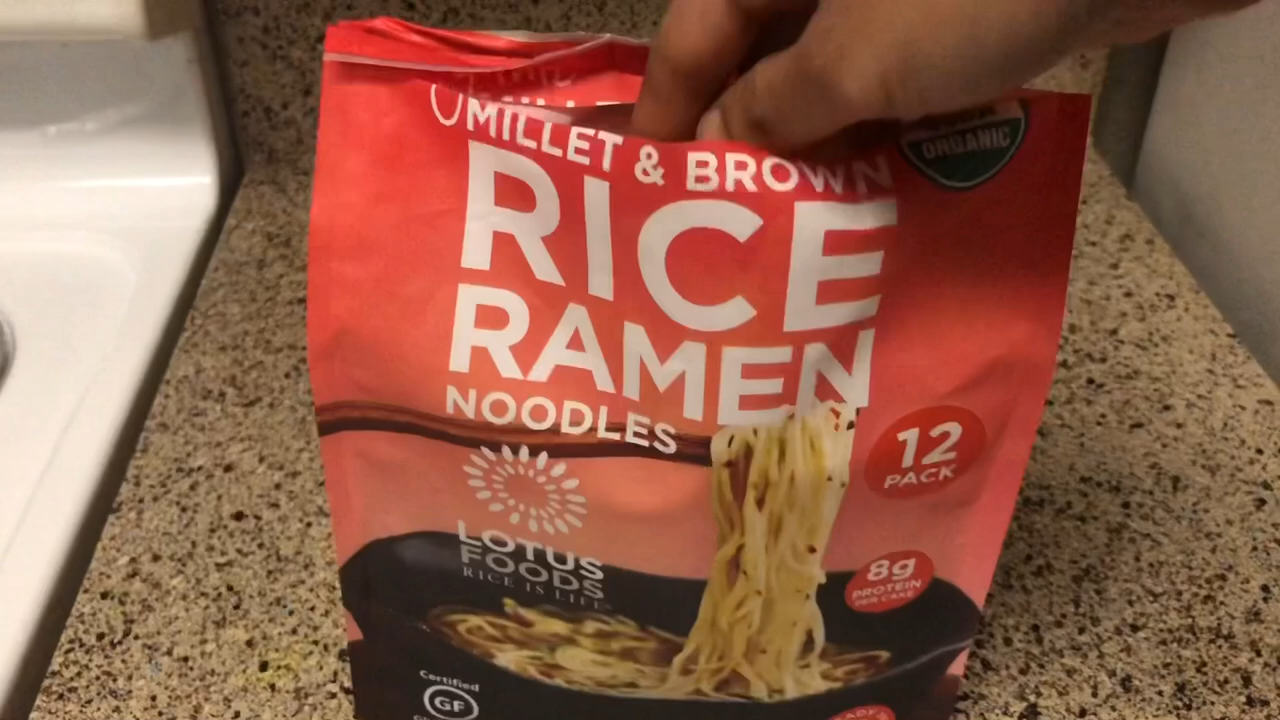 MILLET & BROWN
RICE
RAMEN
NOODLES
ORGANIC
12
PACK
LOTUS
FOODS
RICE IS LIFE
8g
PROTEIN
PER CAKE
Certified
GF